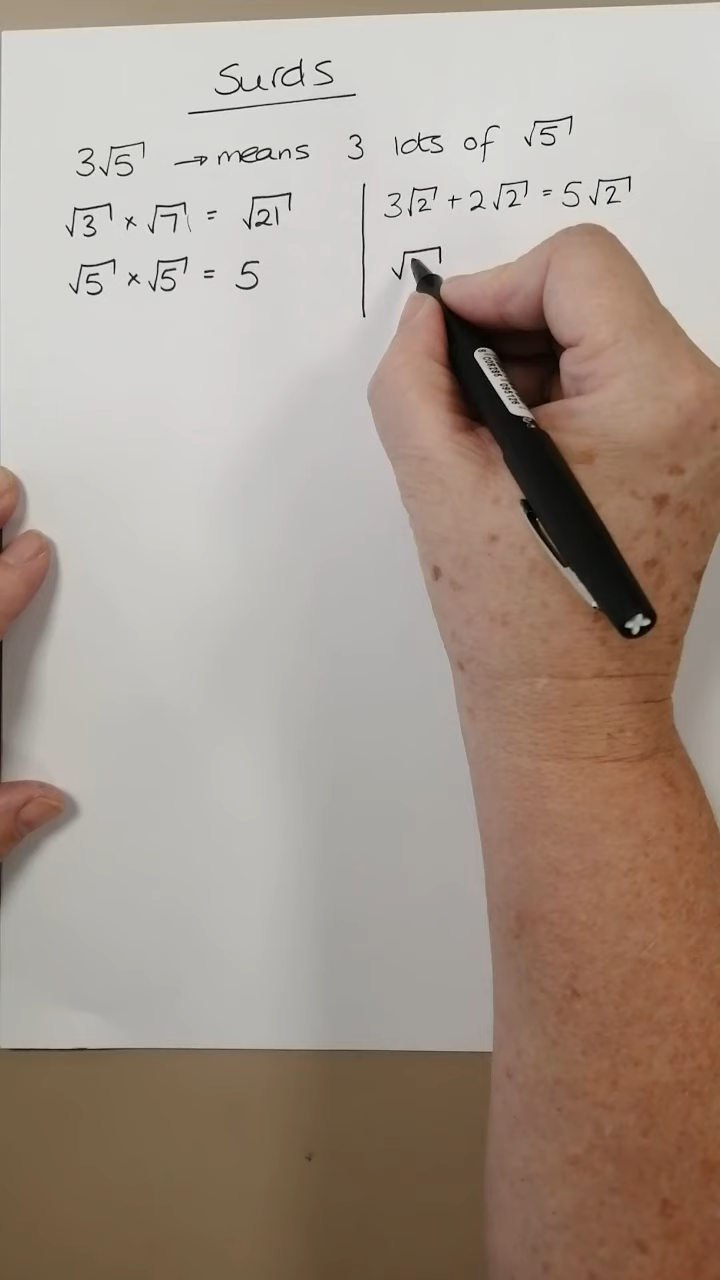 Surds
3√5 → means 3 lots of √5
√3 × √7 = √21
√5 × √5 = 5
3√2 + 2√2 = 5√2
√